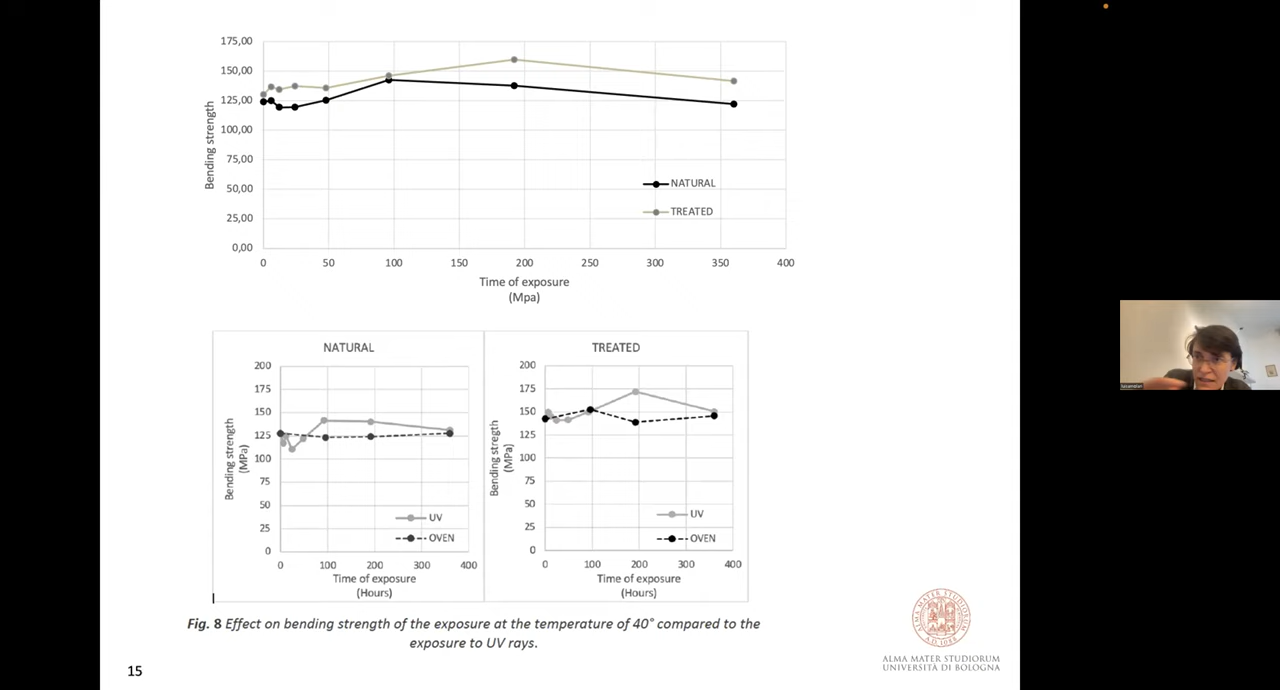 175,00
150,00
125,00
100,00
75,00
50,00
25,00
0,00
Bending strength
NATURAL
TREATED
0 50 100 150 200 250 300 350 400
Time of exposure
(Mpa)
NATURAL
200
175
150
125
100
75
50
25
0
Bending strength
(MPa)
UV
OVEN
0 100 200 300 400
Time of exposure
(Hours)
TREATED
200
175
150
125
100
75
50
25
0
Bending stregth
(MPa)
UV
OVEN
0 100 200 300 400
Time of exposure
(Hours)
Fig. 8 Effect on bending strength of the exposure at the temperature of 40° compared to the
exposure to UV rays.
15
ALMA MATER STUDIORUM
UNIVERSITÀ DI BOLOGNA